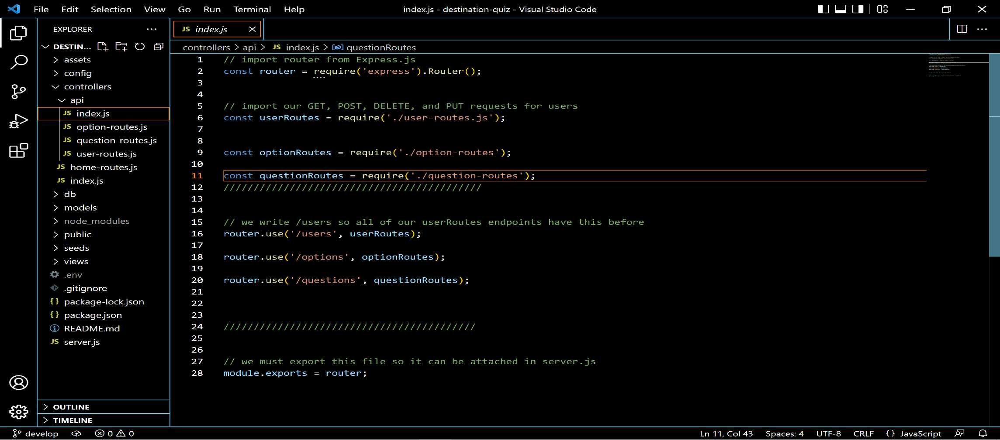 File Edit Selection View Go Run Terminal Help
index.js - destination-quiz - Visual Studio Code
EXPLORER
DESTIN...
assets
config
controllers
api
JS index.js
JS option-routes.js
JS question-routes.js
JS user-routes.js
JS home-routes.js
JS index.js
db
models
node_modules
public
seeds
views
.env
.gitignore
{} package-lock.json
{} package.json
README.md
JS server.js
OUTLINE
TIMELINE
JS index.js
controllers > api > JS index.js > questionRoutes
1 // import router from Express.js
2 const router = require('express').Router();
3
4
5 // import our GET, POST, DELETE, and PUT requests for users
6 const userRoutes = require('./user-routes.js');
7
8
9 const optionRoutes = require('./option-routes');
10
11 const questionRoutes = require('./question-routes');
12 ///////////////////////////////////////////
13
14
15 // we write /users so all of our userRoutes endpoints have this before
16 router.use('/users', userRoutes);
17
18 router.use('/options', optionRoutes);
19
20 router.use('/questions', questionRoutes);
21
22
23
24 //////////////////////////////////////////
25
26
27 // we must export this file so it can be attached in server.js
28 module.exports = router;
develop 0 0
Ln 11, Col 43 Spaces: 4 UTF-8 CRLF {} JavaScript